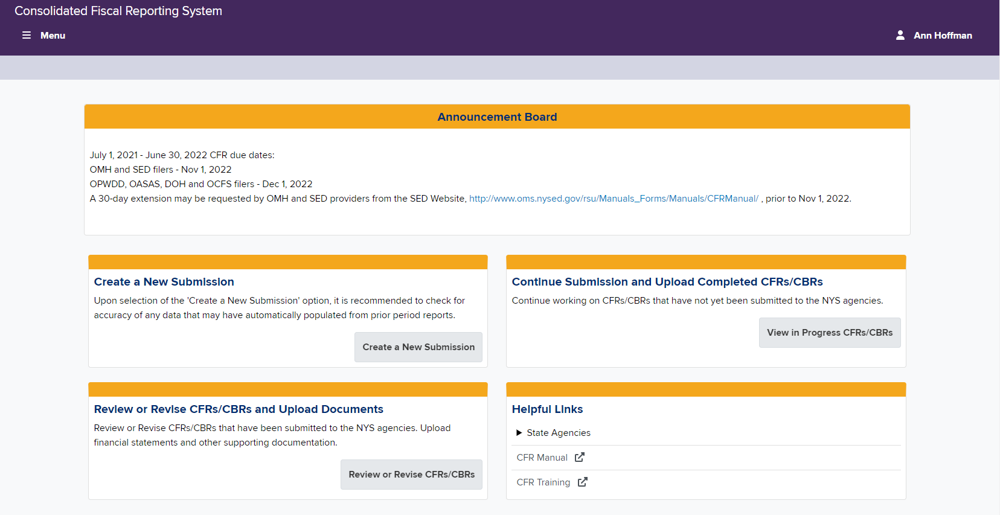 Consolidated Fiscal Reporting System
Menu
Ann Hoffman
Announcement Board
July 1, 2021 - June 30, 2022 CFR due dates:
OMH and SED filers - Nov 1, 2022
OPWDD, OASAS, DOH and OCFS filers - Dec 1, 2022
A 30-day extension may be requested by OMH and SED providers from the SED Website, http://www.oms.nysed.gov/rsu/Manuals_Forms/Manuals/CFRManual/ , prior to Nov 1, 2022.
Create a New Submission
Upon selection of the 'Create a New Submission' option, it is recommended to check for
accuracy of any data that may have automatically populated from prior period reports.
Create a New Submission
Continue Submission and Upload Completed CFRs/CBRs
Continue working on CFRs/CBRs that have not yet been submitted to the NYS agencies.
View in Progress CFRs/CBRs
Review or Revise CFRs/CBRs and Upload Documents
Review or Revise CFRs/CBRs that have been submitted to the NYS agencies. Upload
financial statements and other supporting documentation.
Review or Revise CFRs/CBRs
Helpful Links
State Agencies
CFR Manual
CFR Training